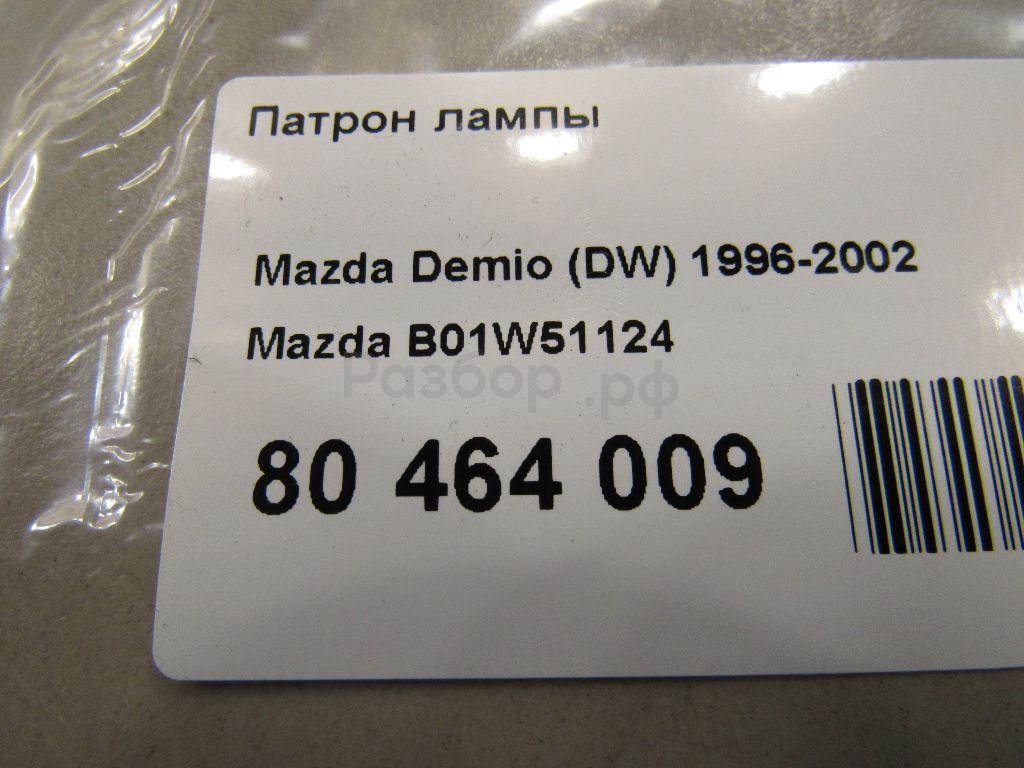 Патрон лампы
Mazda Demio (DW) 1996-2002
Mazda B01W51124
Разбор.рф
80 464 009